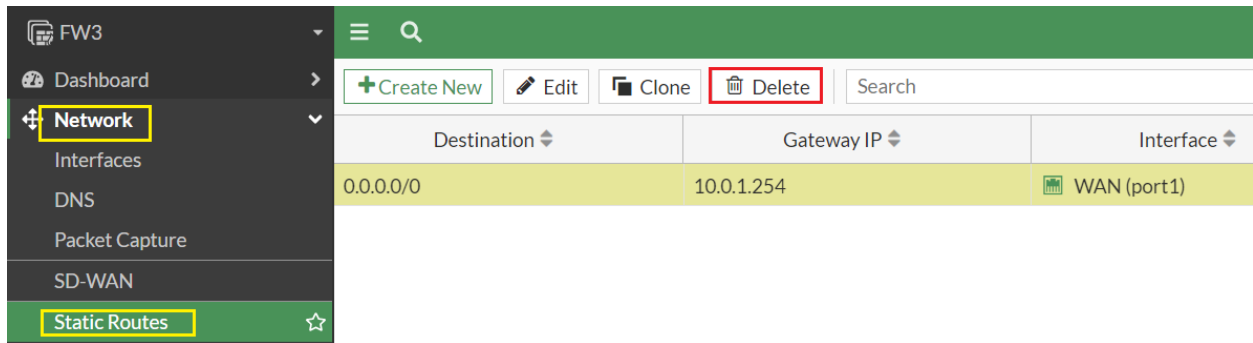 FW3
Dashboard
Network
Interfaces
DNS
Packet Capture
SD-WAN
Static Routes
Create New Edit Clone Delete Search
Destination Gateway IP Interface
0.0.0.0/0 10.0.1.254 WAN (port1)